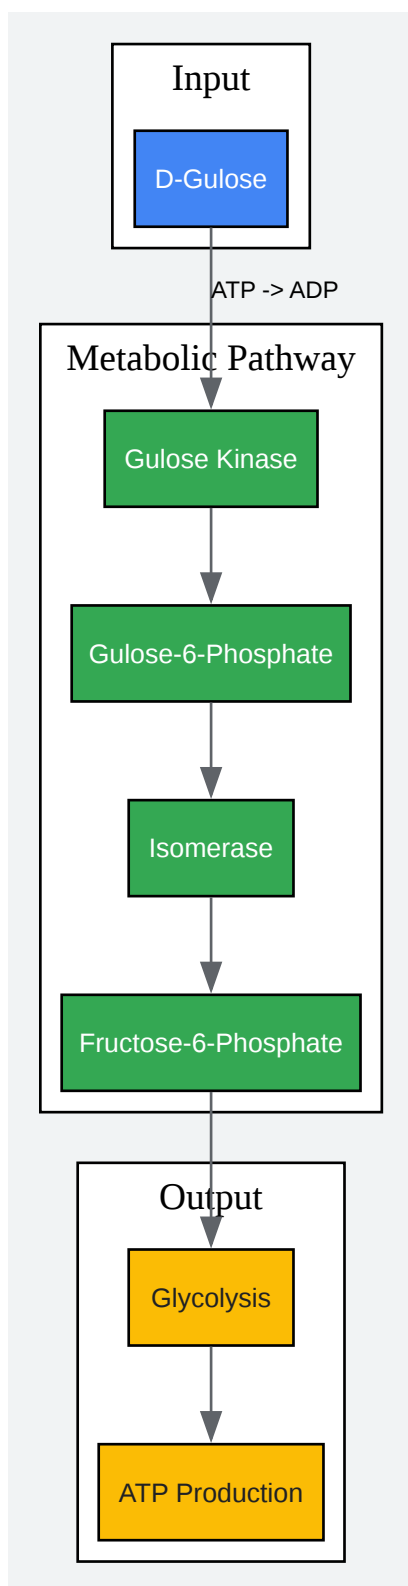 Input
D-Gulose
ATP -> ADP
Metabolic Pathway
Gulose Kinase
Gulose-6-Phosphate
Isomerase
Fructose-6-Phosphate
Output
Glycolysis
ATP Production